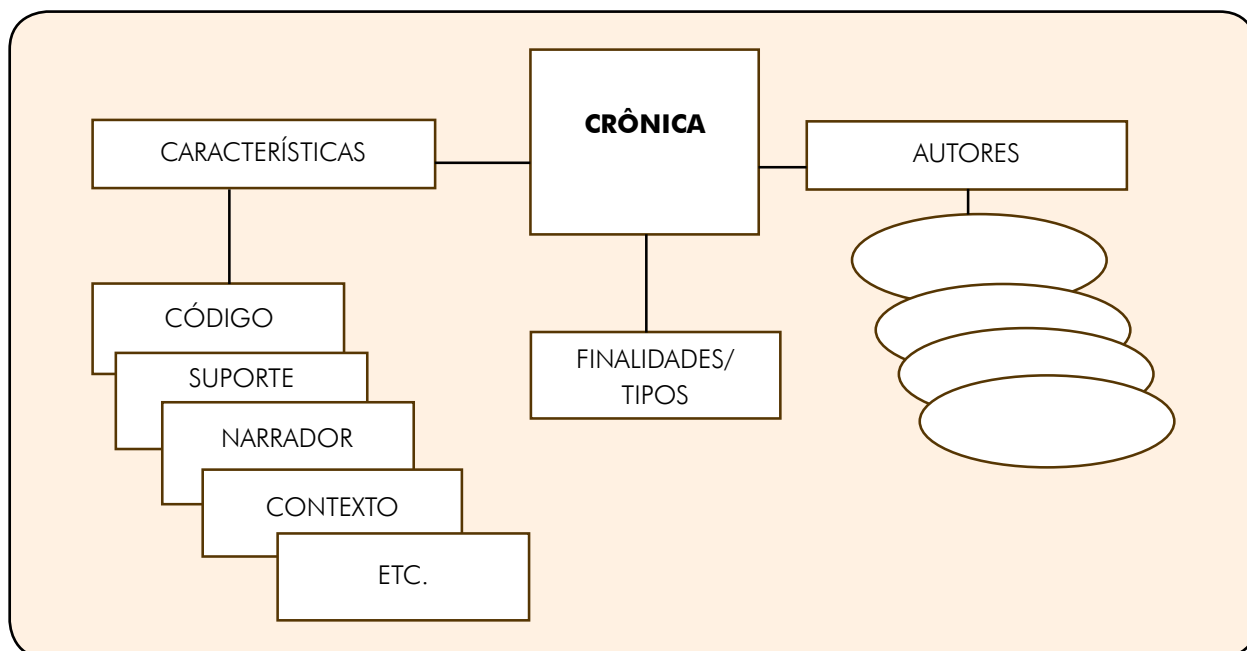 CRÔNICA
CARACTERÍSTICAS
AUTORES
CÓDIGO
SUPORTE
NARRADOR
CONTEXTO
ETC.
FINALIDADES/
TIPOS